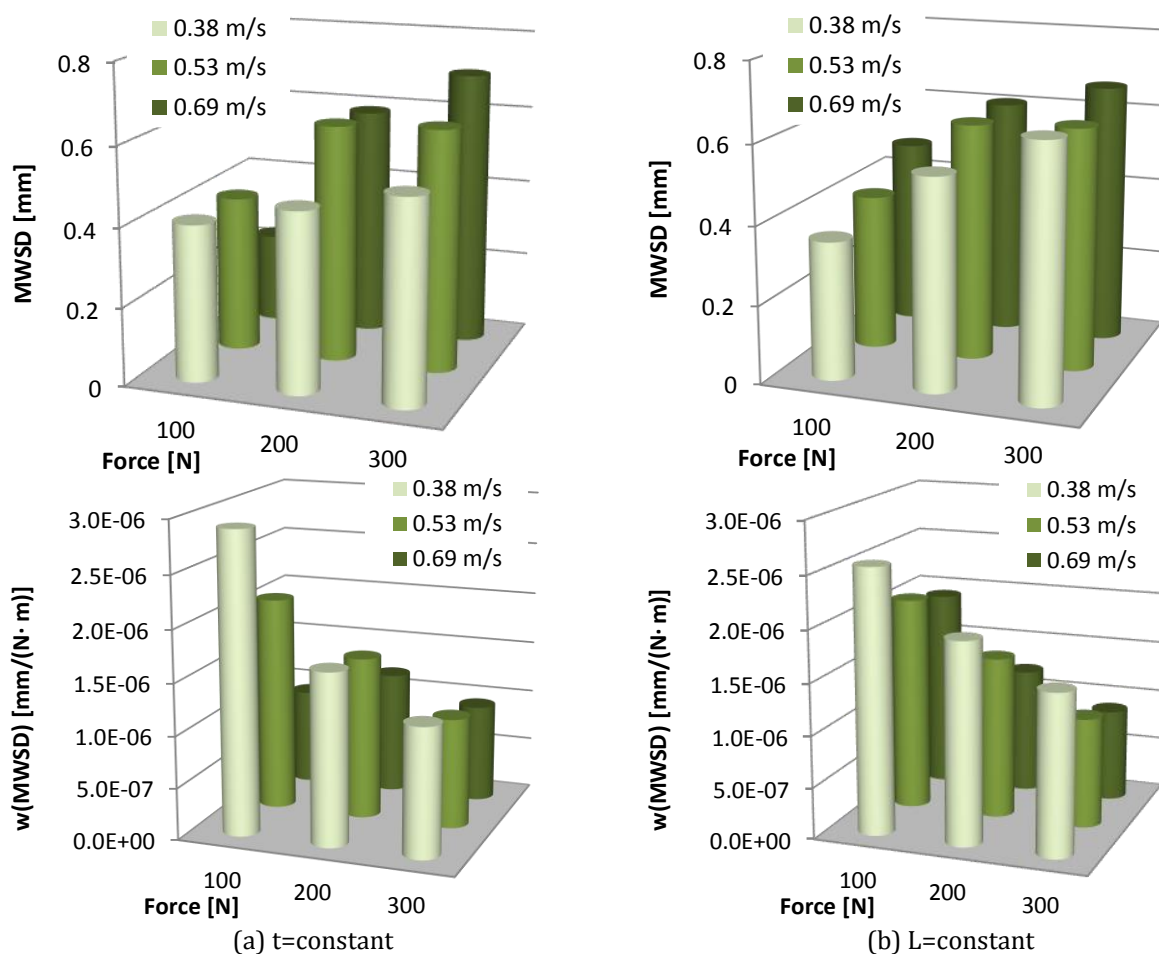 0.38 m/s
0.53 m/s
0.69 m/s
0.8
0.6
0.4
0.2
0
MWSD [mm]
100
200
300
Force [N]
0.38 m/s
0.53 m/s
0.69 m/s
0.8
0.6
0.4
0.2
0
MWSD [mm]
100
200
300
Force [N]
0.38 m/s
0.53 m/s
0.69 m/s
3.0E-06
2.5E-06
2.0E-06
1.5E-06
1.0E-06
5.0E-07
0.0E+00
w(MWSD) [mm/(N· m)]
100
200
300
Force [N]
(a) t=constant
0.38 m/s
0.53 m/s
0.69 m/s
3.0E-06
2.5E-06
2.0E-06
1.5E-06
1.0E-06
5.0E-07
0.0E+00
w(MWSD) [mm/(N· m)]
100
200
300
Force [N]
(b) L=constant